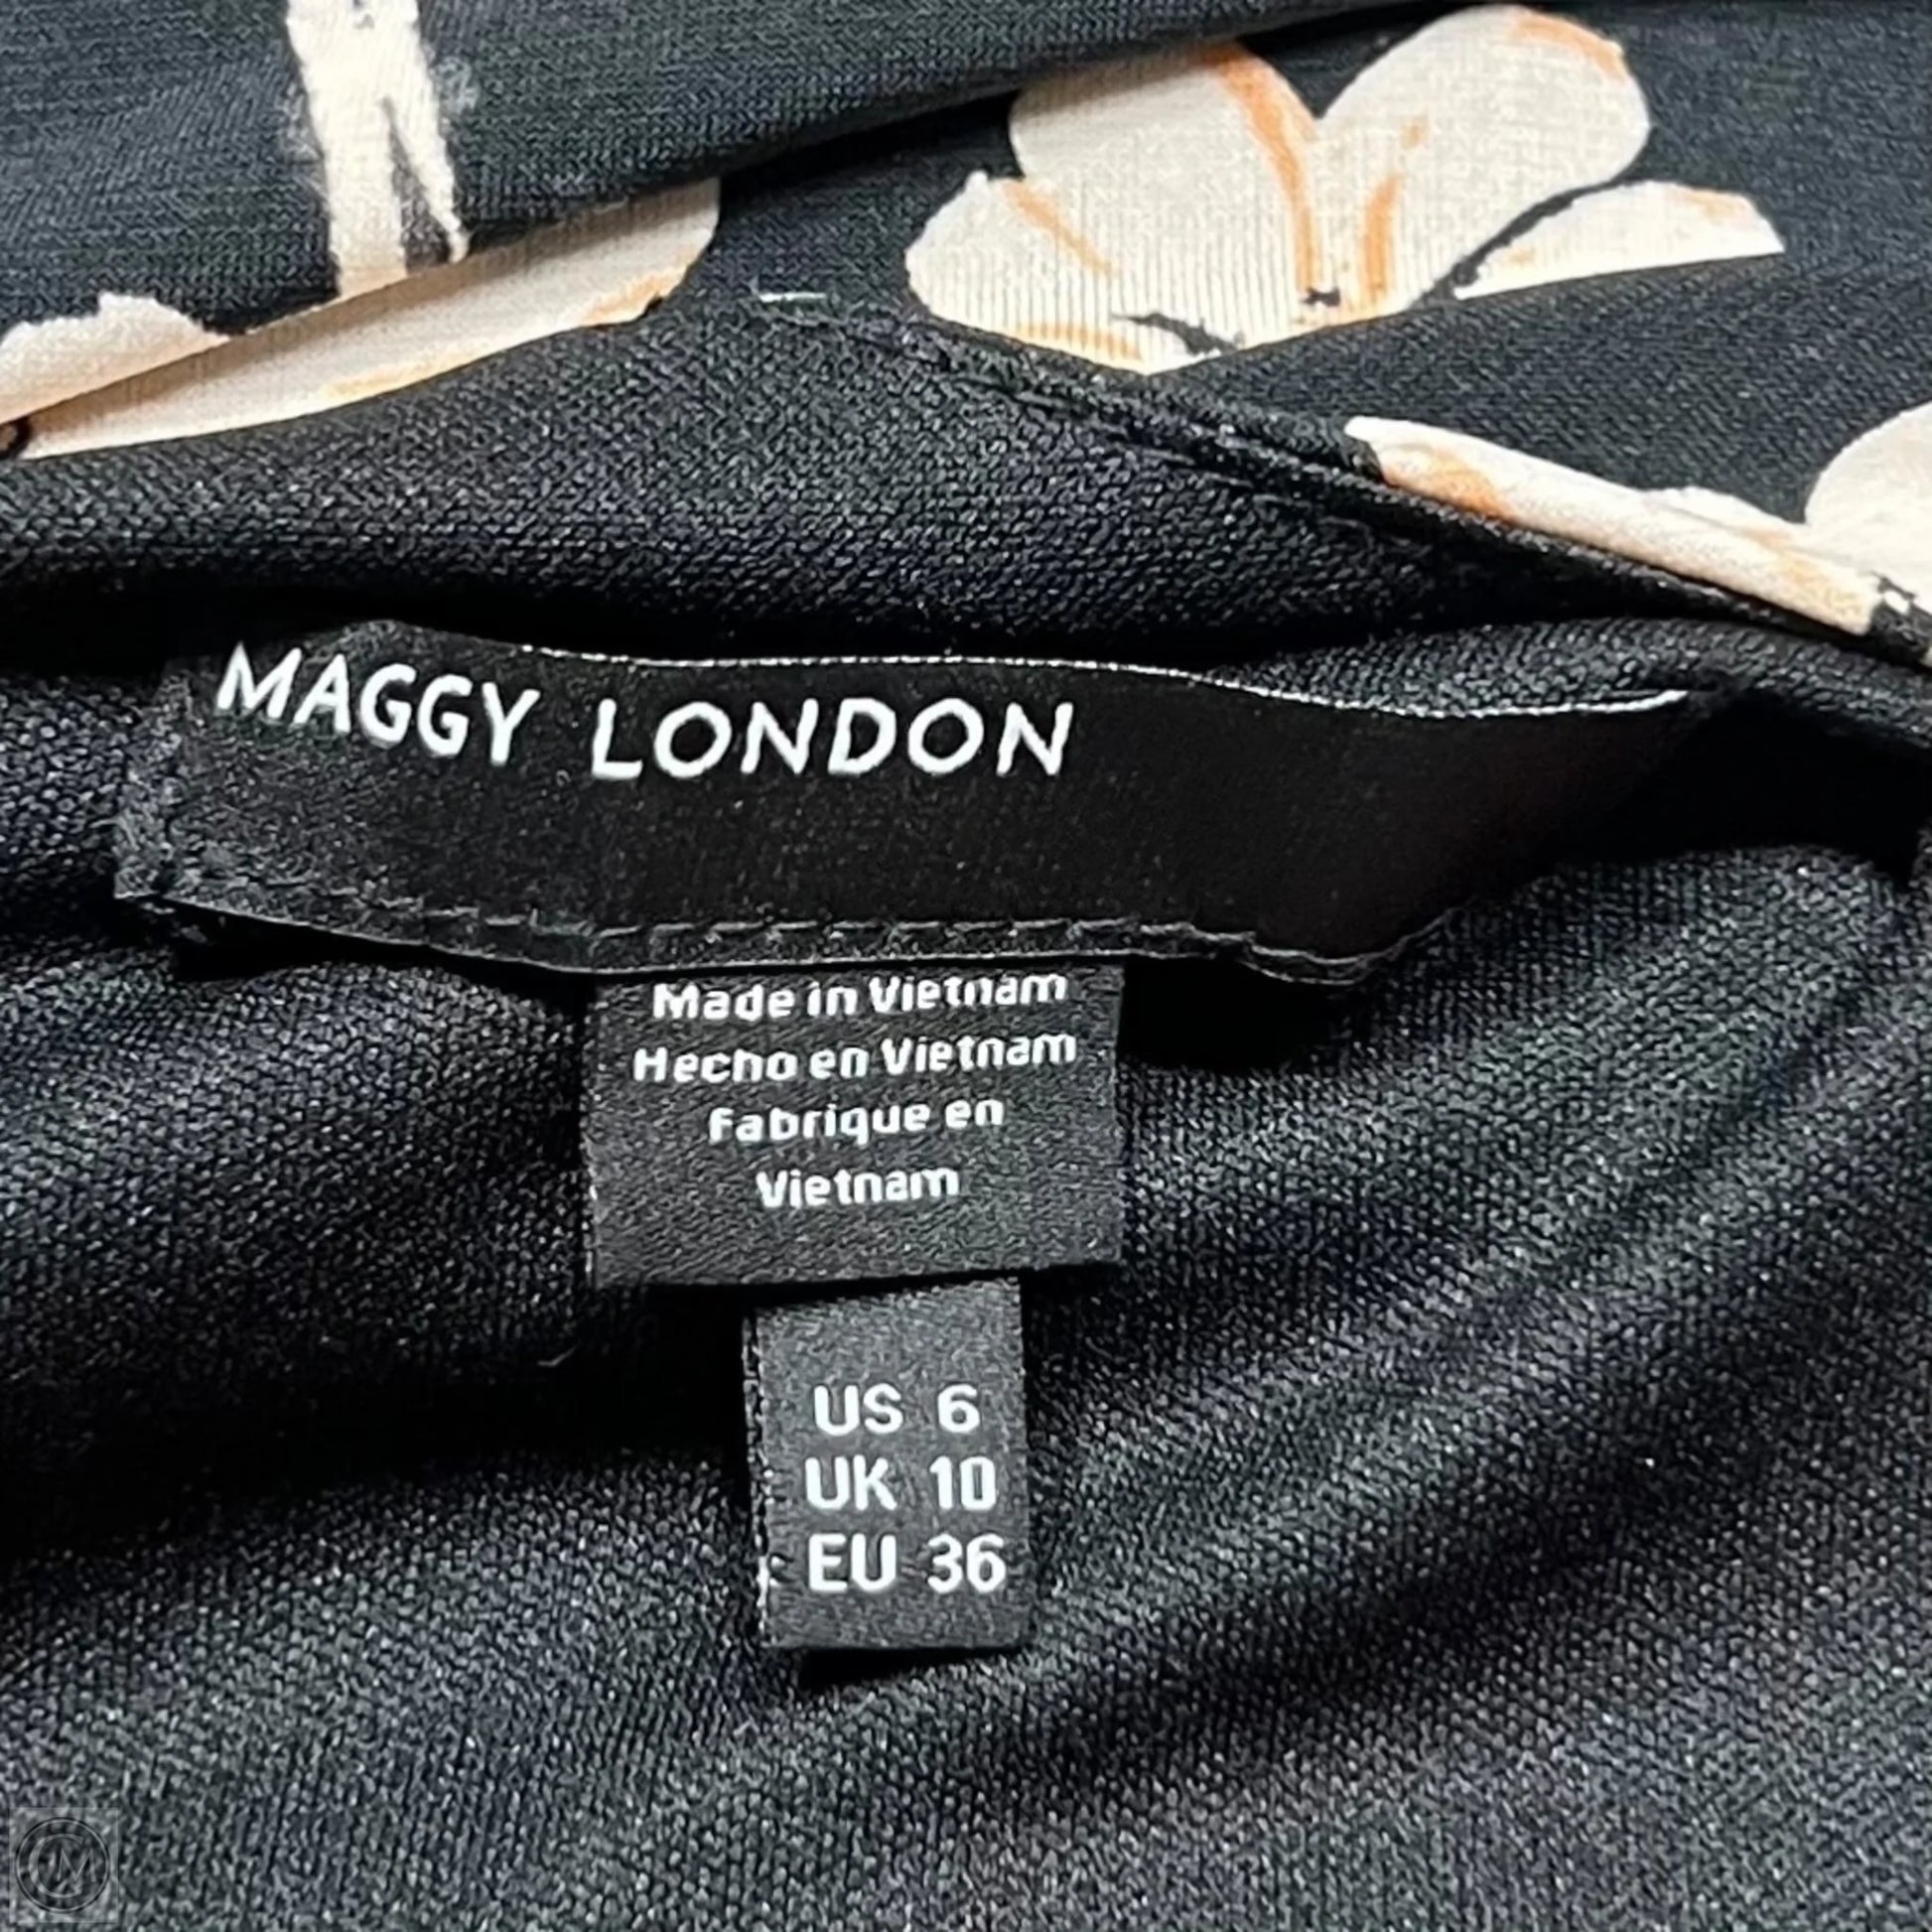 MAGGY LONDON
Made in Vietnam
Hecho en Vietnam
Fabrique en
Vietnam
US 6
UK 10
EU 36